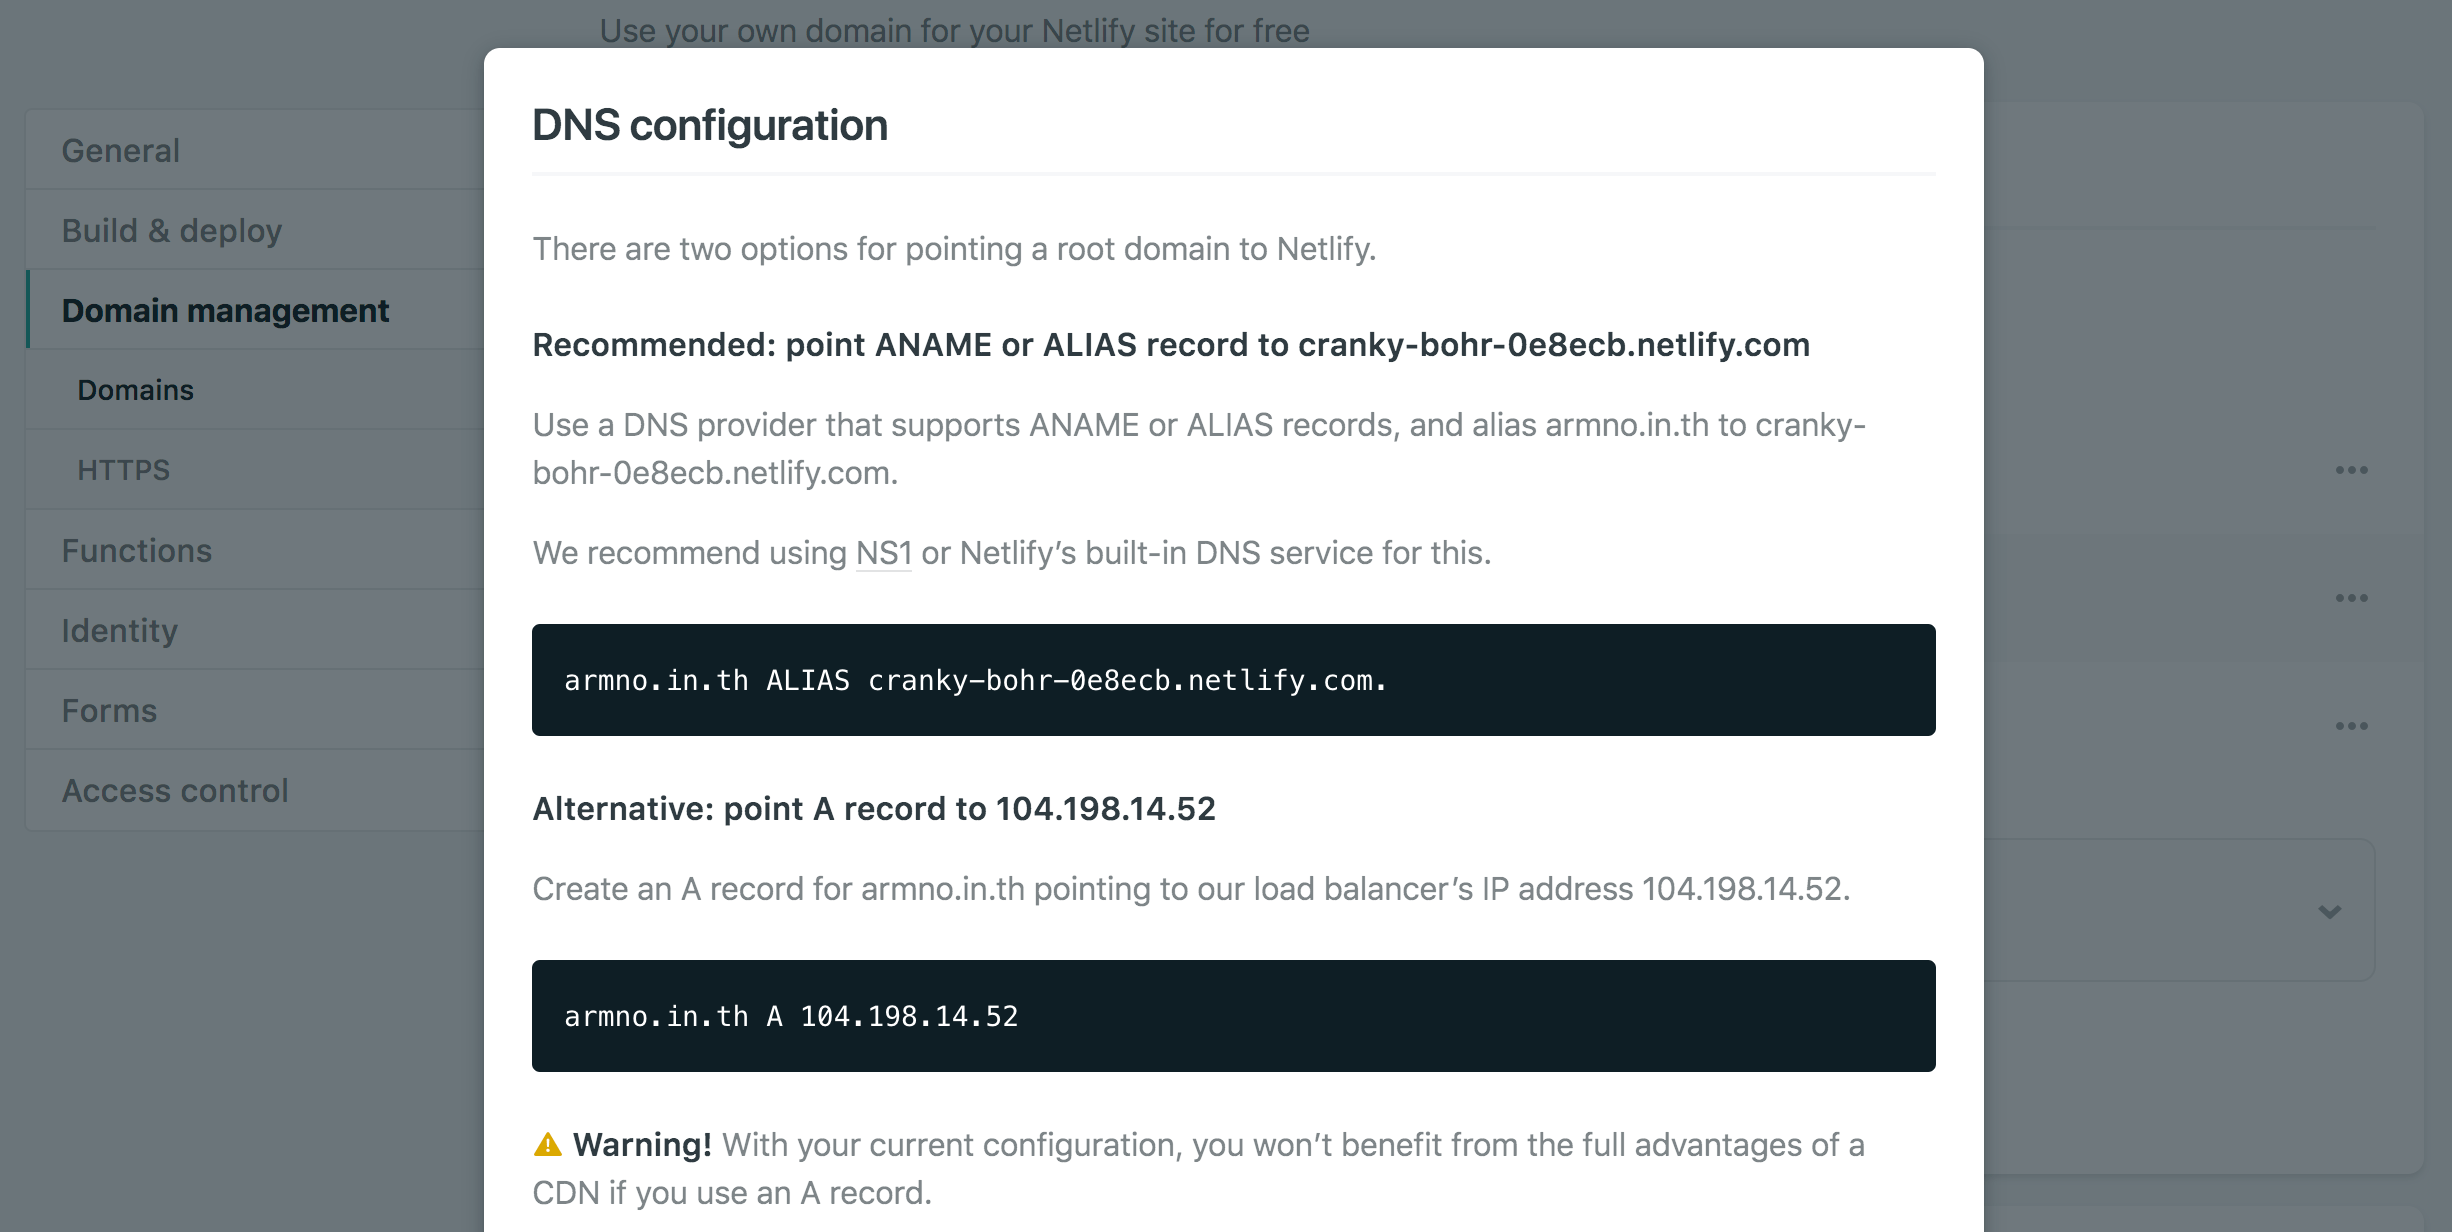 Use your own domain for your Netlify site for free
General
Build & deploy
Domain management
Domains
HTTPS
Functions
Identity
Forms
Access control
DNS configuration
There are two options for pointing a root domain to Netlify.
Recommended: point ANAME or ALIAS record to cranky-bohr-0e8ecb.netlify.com
Use a DNS provider that supports ANAME or ALIAS records, and alias armno.in.th to cranky-
bohr-0e8ecb.netlify.com.
We recommend using NS1 or Netlify’s built-in DNS service for this.
armno.in.th ALIAS cranky-bohr-0e8ecb.netlify.com.
Alternative: point A record to 104.198.14.52
Create an A record for armno.in.th pointing to our load balancer’s IP address 104.198.14.52.
armno.in.th A 104.198.14.52
Warning! With your current configuration, you won’t benefit from the full advantages of a
CDN if you use an A record.